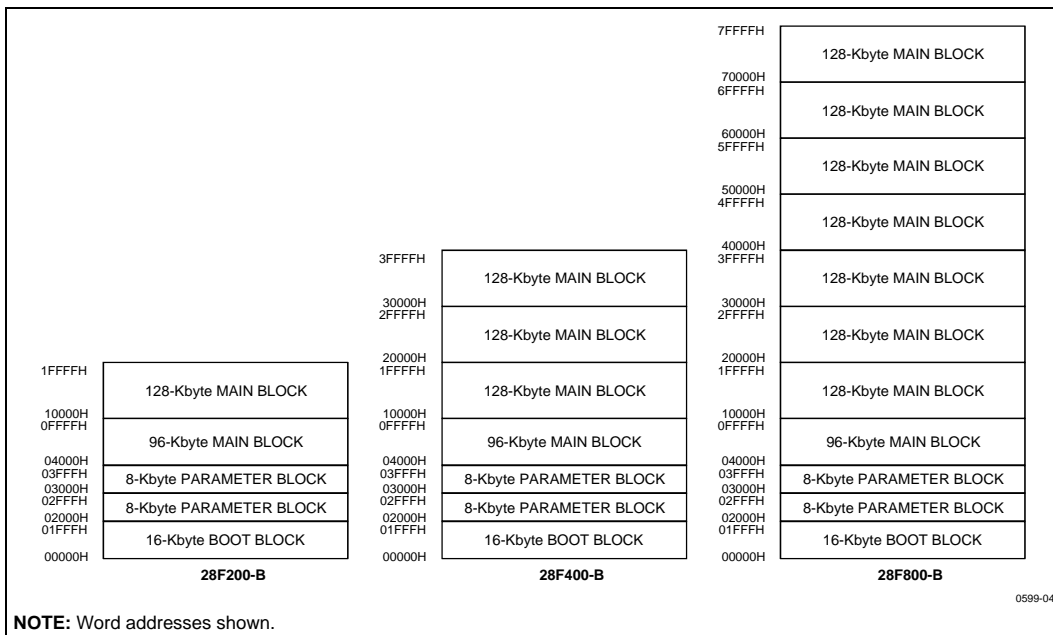 1FFFFH
128-Kbyte MAIN BLOCK
10000H
0FFFFH
96-Kbyte MAIN BLOCK
04000H
03FFFH
8-Kbyte PARAMETER BLOCK
03000H
02FFFH
8-Kbyte PARAMETER BLOCK
02000H
01FFFH
16-Kbyte BOOT BLOCK
00000H
28F200-B
3FFFFH
128-Kbyte MAIN BLOCK
30000H
2FFFFH
128-Kbyte MAIN BLOCK
20000H
1FFFFH
128-Kbyte MAIN BLOCK
10000H
0FFFFH
96-Kbyte MAIN BLOCK
04000H
03FFFH
8-Kbyte PARAMETER BLOCK
03000H
02FFFH
8-Kbyte PARAMETER BLOCK
02000H
01FFFH
16-Kbyte BOOT BLOCK
00000H
28F400-B
7FFFFH
128-Kbyte MAIN BLOCK
70000H
6FFFFH
128-Kbyte MAIN BLOCK
60000H
5FFFFH
128-Kbyte MAIN BLOCK
50000H
4FFFFH
128-Kbyte MAIN BLOCK
40000H
3FFFFH
128-Kbyte MAIN BLOCK
30000H
2FFFFH
128-Kbyte MAIN BLOCK
20000H
1FFFFH
128-Kbyte MAIN BLOCK
10000H
0FFFFH
96-Kbyte MAIN BLOCK
04000H
03FFFH
8-Kbyte PARAMETER BLOCK
03000H
02FFFH
8-Kbyte PARAMETER BLOCK
02000H
01FFFH
16-Kbyte BOOT BLOCK
00000H
28F800-B
0599-04
NOTE: Word addresses shown.